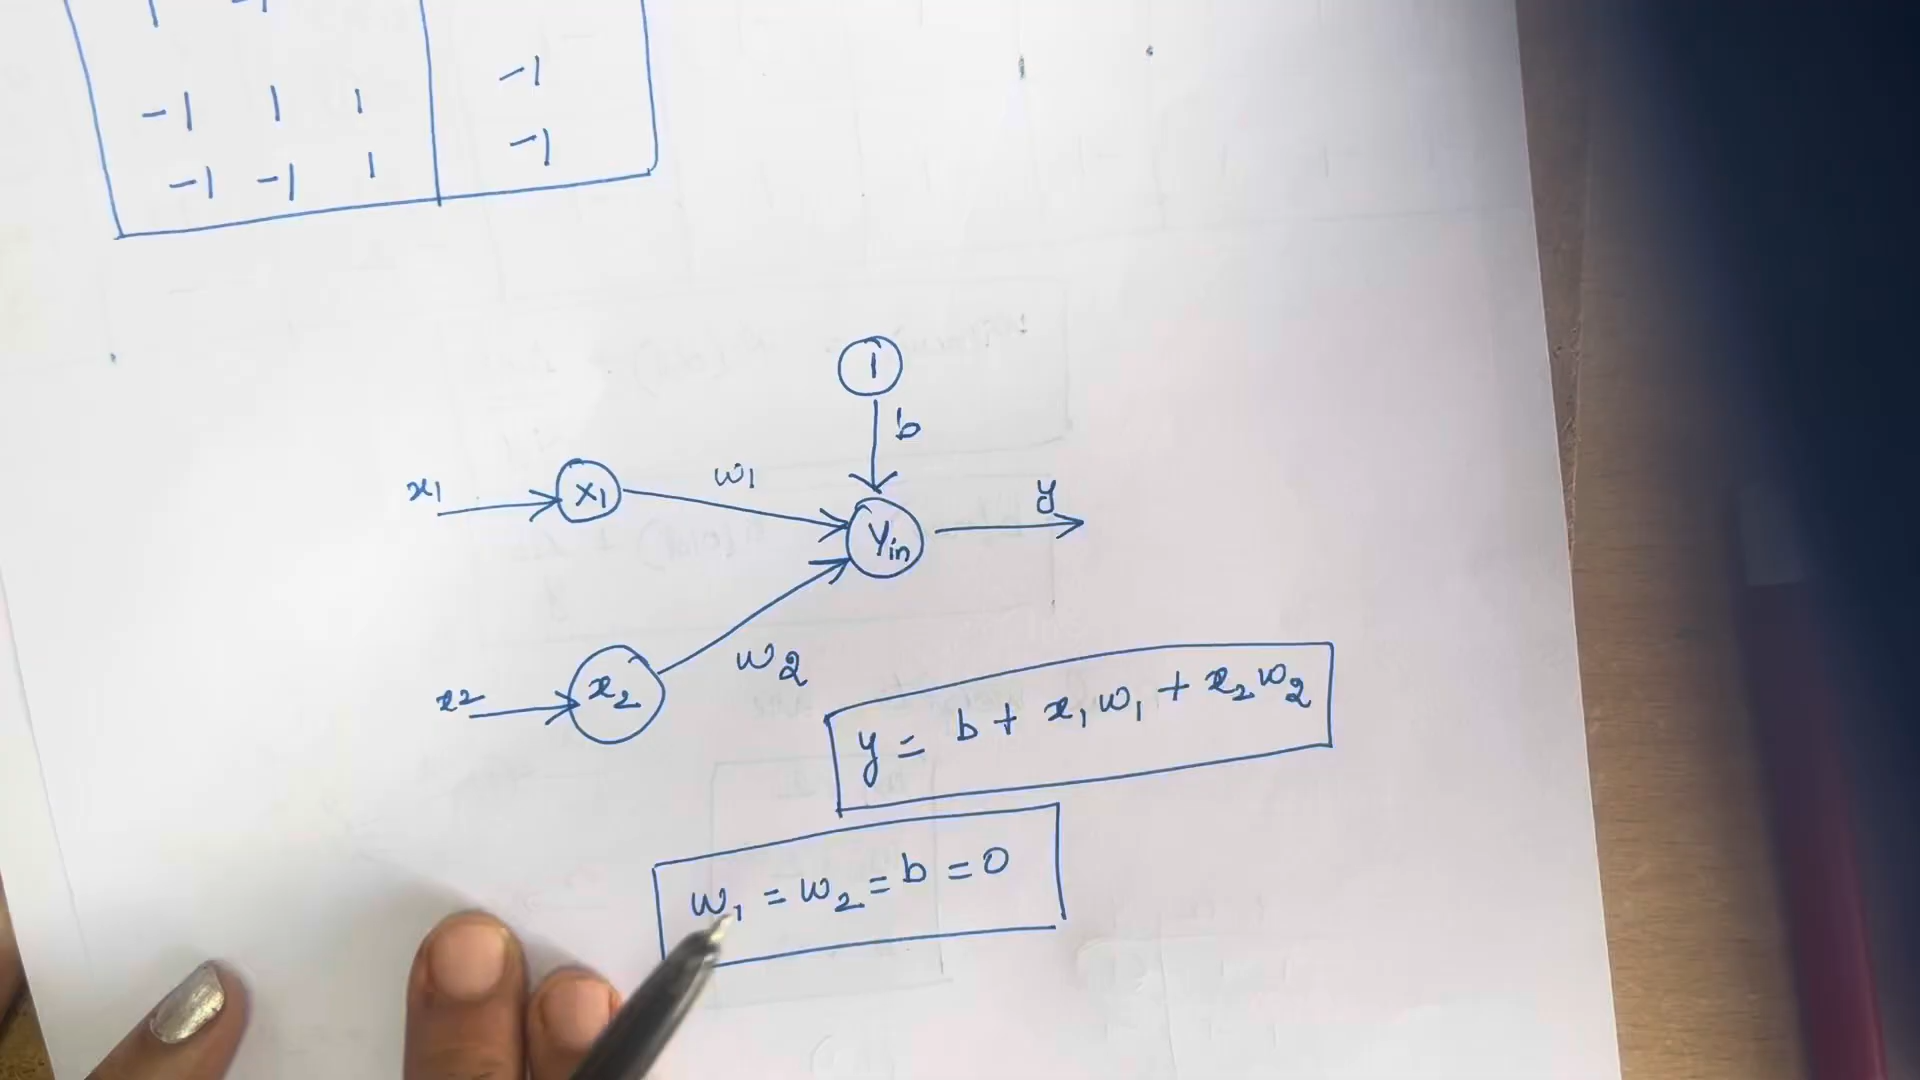 -1 1 1 -1
-1 -1 1 -1
1
b
x1 X1 w1
Yin y
x2 x2 w2
y = b + x1w1 + x2w2
w1 = w2 = b = 0